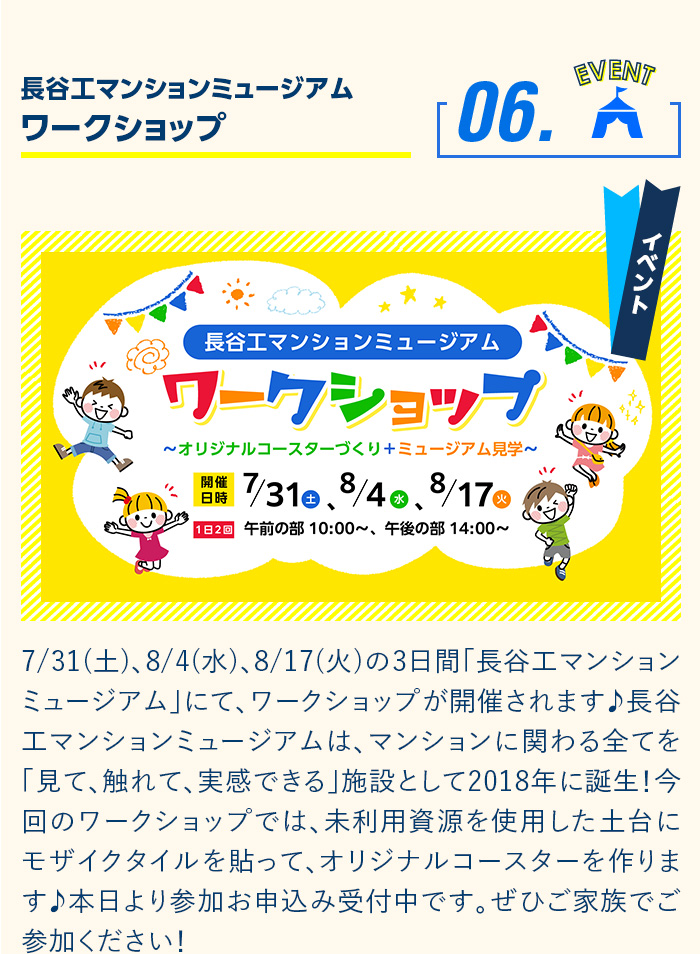 長谷工マンションミュージアム
ワークショップ
06.
EVENT
イベント
長谷工マンションミュージアム
ワークショップ
～オリジナルコースターづくり＋ミュージアム見学～
開催日時 7/31土、8/4水、8/17火
1日2回 午前の部 10:00～、午後の部 14:00～
7/31(土)、8/4(水)、8/17(火)の3日間「長谷工マンション
ミュージアム」にて、ワークショップが開催されます♪長谷
工マンションミュージアムは、マンションに関わる全てを
「見て、触れて、実感できる」施設として2018年に誕生！今
回のワークショップでは、未利用資源を使用した土台に
モザイクタイルを貼って、オリジナルコースターを作りま
す♪本日より参加お申込み受付中です。ぜひご家族でご
参加ください！